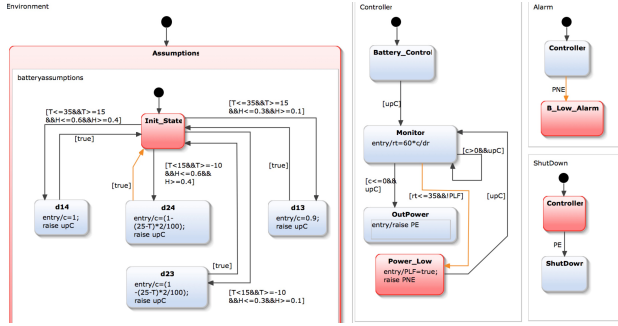 Environment
Assumptions
batteryassumptions
[T<=35&&T>=15
&&H<=0.6&&H>=0.4]
[true]
Init_State
[T<=35&&T>=15
&&H<=0.3&&H>=0.1]
[true]
[T<15&&T>=-10
&&H<=0.6&&
H>=0.4]
[true]
d14
entry/c=1;
raise upC
d24
entry/c=(1-
(25-T)*2/100);
raise upC
d13
entry/c=0.9;
raise upC
d23
entry/c=(1
-(25-T)*2/100);
raise upC
[true]
[T<15&&T>=-10
&&H<=0.3&&H>=0.1]
Controller
Battery_Control
[upC]
Monitor
entry/rt=60*c/dr
[c>0&&upC]
[c<=0&&
upC]
[rt<=35&&!PLF]
[upC]
OutPower
entry/raise PE
Power_Low
entry/PLF=true;
raise PNE
Alarm
Controller
PNE
B_Low_Alarm
ShutDown
Controller
PE
ShutDown